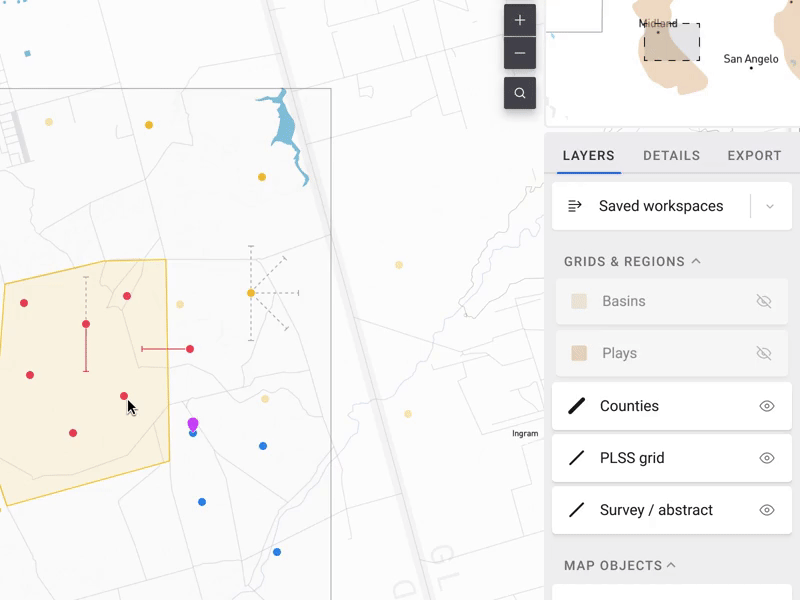 Midland
San Angelo
LAYERS
DETAILS
EXPORT
Saved workspaces
GRIDS & REGIONS
Basins
Plays
Counties
PLSS grid
Survey / abstract
MAP OBJECTS
Ingram
GL